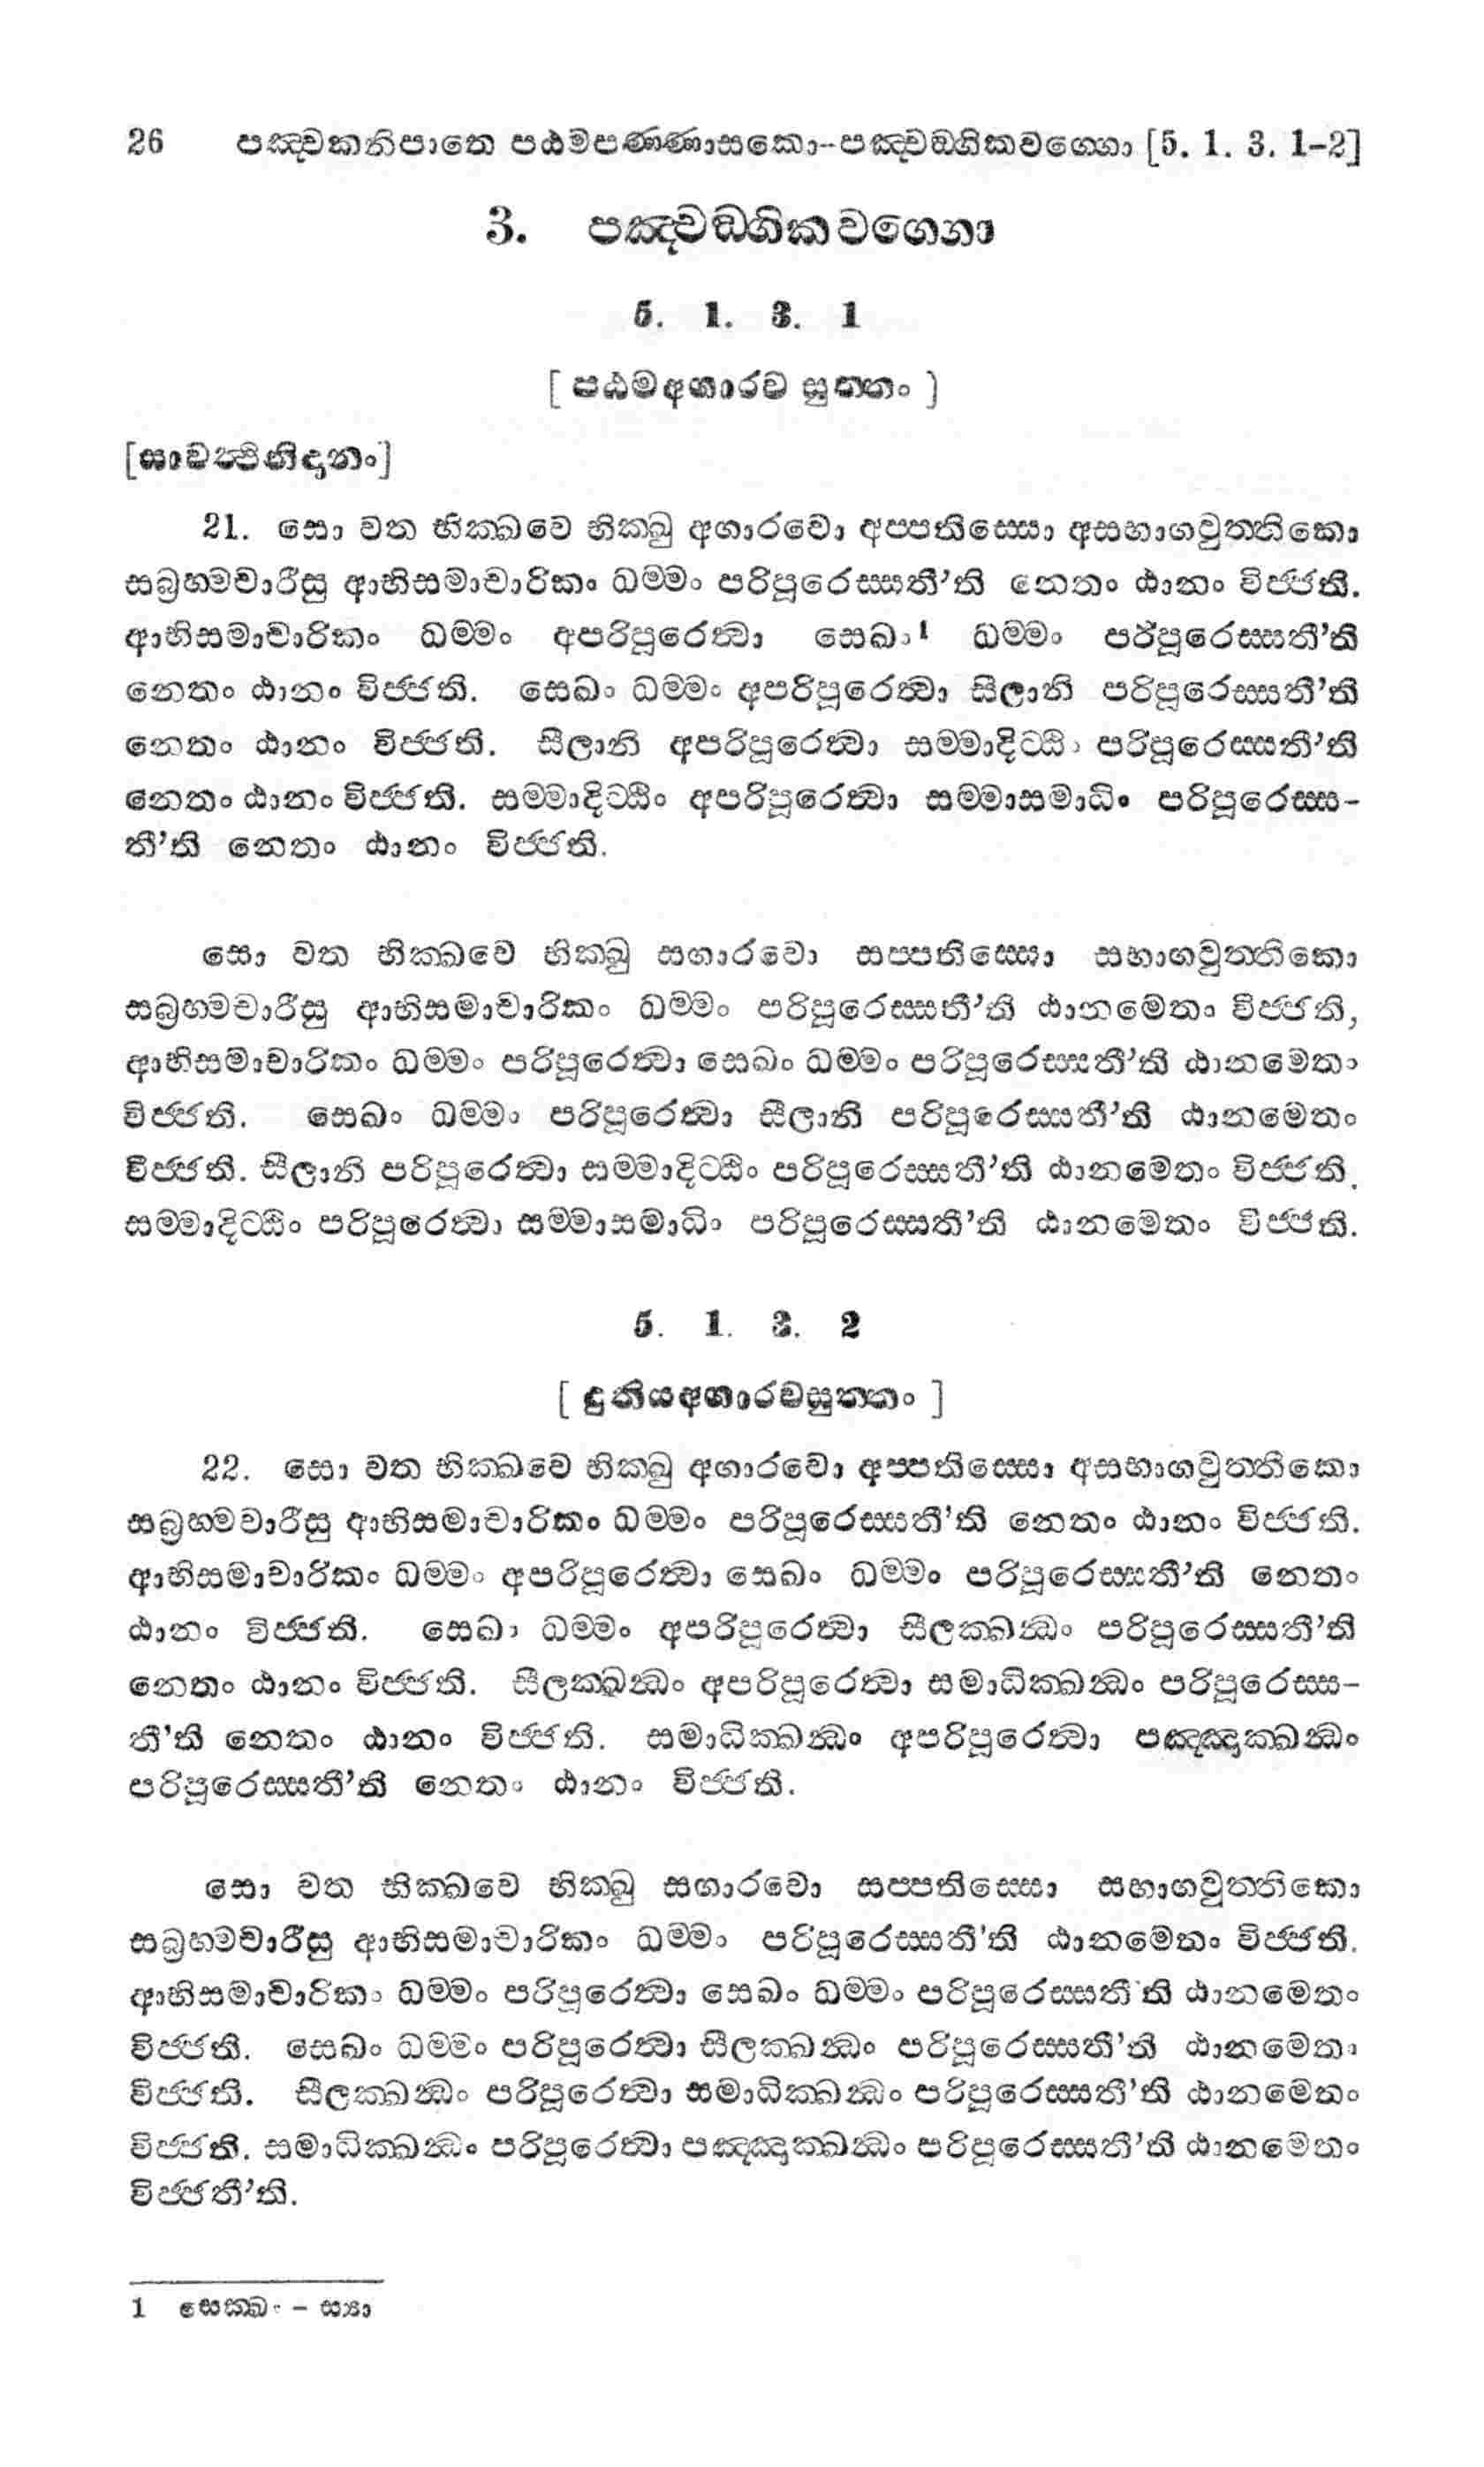 26 පඤ්චකනිපාතෙ පඨමපණ්ණාසකො-පඤ්චඞ්ගිකවග්ගො [5. 1. 3. 1-2]
3. පඤ්චඞ්ගිකවග්ගො
5. 1. 3. 1
[ පඨමඅගාරව සුත්තං ]
[සාවත්ථිනිදානං]
21. සො වත භික්ඛවෙ භික්ඛු අගාරවො අප්පතිස්සො අසභාගවුත්තිකො
සබ්‍රහ්මචාරීසු ආභිසමාචාරිකං ධම්මං පරිපූරෙස්සතී’ති නෙතං ඨානං විජ්ජති.
ආභිසමාචාරිකං ධම්මං අපරිපූරෙත්‍වා සෙඛං1 ධම්මං පරිපූරෙස්සතී’ති
නෙතං ඨානං විජ්ජති. සෙඛං ධම්මං අපරිපූරෙත්‍වා සීලානි පරිපූරෙස්සතී’ති
නෙතං ඨානං විජ්ජති. සීලානි අපරිපූරෙත්‍වා සම්මාදිට්ඨිං පරිපූරෙස්සතී’ති
නෙතං ඨානං විජ්ජති. සම්මාදිට්ඨිං අපරිපූරෙත්‍වා සම්මාසමාධිං පරිපූරෙස්ස-
තී’ති නෙතං ඨානං විජ්ජති.
සො වත භික්ඛවෙ භික්ඛු සගාරවො සප්පතිස්සො සභාගවුත්තිකො
සබ්‍රහ්මචාරීසු ආභිසමාචාරිකං ධම්මං පරිපූරෙස්සතී’ති ඨානමෙතං විජ්ජති,
ආභිසමාචාරිකං ධම්මං පරිපූරෙත්‍වා සෙඛං ධම්මං පරිපූරෙස්සතී’ති ඨානමෙතං
විජ්ජති. සෙඛං ධම්මං පරිපූරෙත්‍වා සීලානි පරිපූරෙස්සතී’ති ඨානමෙතං
විජ්ජති. සීලානි පරිපූරෙත්‍වා සම්මාදිට්ඨිං පරිපූරෙස්සතී’ති ඨානමෙතං විජ්ජති.
සම්මාදිට්ඨිං පරිපූරෙත්‍වා සම්මාසමාධිං පරිපූරෙස්සතී’ති ඨානමෙතං විජ්ජති.
5. 1. 3. 2
[ දුතියඅගාරවසුත්තං ]
22. සො වත භික්ඛවෙ භික්ඛු අගාරවො අප්පතිස්සො අසභාගවුත්තිකො
සබ්‍රහ්මචාරීසු ආභිසමාචාරිකං ධම්මං පරිපූරෙස්සතී’ති නෙතං ඨානං විජ්ජති.
ආභිසමාචාරිකං ධම්මං අපරිපූරෙත්‍වා සෙඛං ධම්මං පරිපූරෙස්සතී’ති නෙතං
ඨානං විජ්ජති. සෙඛං ධම්මං අපරිපූරෙත්‍වා සීලක්ඛන්ධං පරිපූරෙස්සතී’ති
නෙතං ඨානං විජ්ජති. සීලක්ඛන්ධං අපරිපූරෙත්‍වා සමාධික්ඛන්ධං පරිපූරෙස්ස-
තී’ති නෙතං ඨානං විජ්ජති. සමාධික්ඛන්ධං අපරිපූරෙත්‍වා පඤ්ඤාක්ඛන්ධං
පරිපූරෙස්සතී’ති නෙතං ඨානං විජ්ජති.
සො වත භික්ඛවෙ භික්ඛු සගාරවො සප්පතිස්සො සභාගවුත්තිකො
සබ්‍රහ්මචාරීසු ආභිසමාචාරිකං ධම්මං පරිපූරෙස්සතී’ති ඨානමෙතං විජ්ජති.
ආභිසමාචාරිකං ධම්මං පරිපූරෙත්‍වා සෙඛං ධම්මං පරිපූරෙස්සතී’ති ඨානමෙතං
විජ්ජති. සෙඛං ධම්මං පරිපූරෙත්‍වා සීලක්ඛන්ධං පරිපූරෙස්සතී’ති ඨානමෙතං
විජ්ජති. සීලක්ඛන්ධං පරිපූරෙත්‍වා සමාධික්ඛන්ධං පරිපූරෙස්සතී’ති ඨානමෙතං
විජ්ජති. සමාධික්ඛන්ධං පරිපූරෙත්‍වා පඤ්ඤාක්ඛන්ධං පරිපූරෙස්සතී’ති ඨානමෙතං
විජ්ජතී’ති.
1 සෙක්ඛං - ස්‍යා